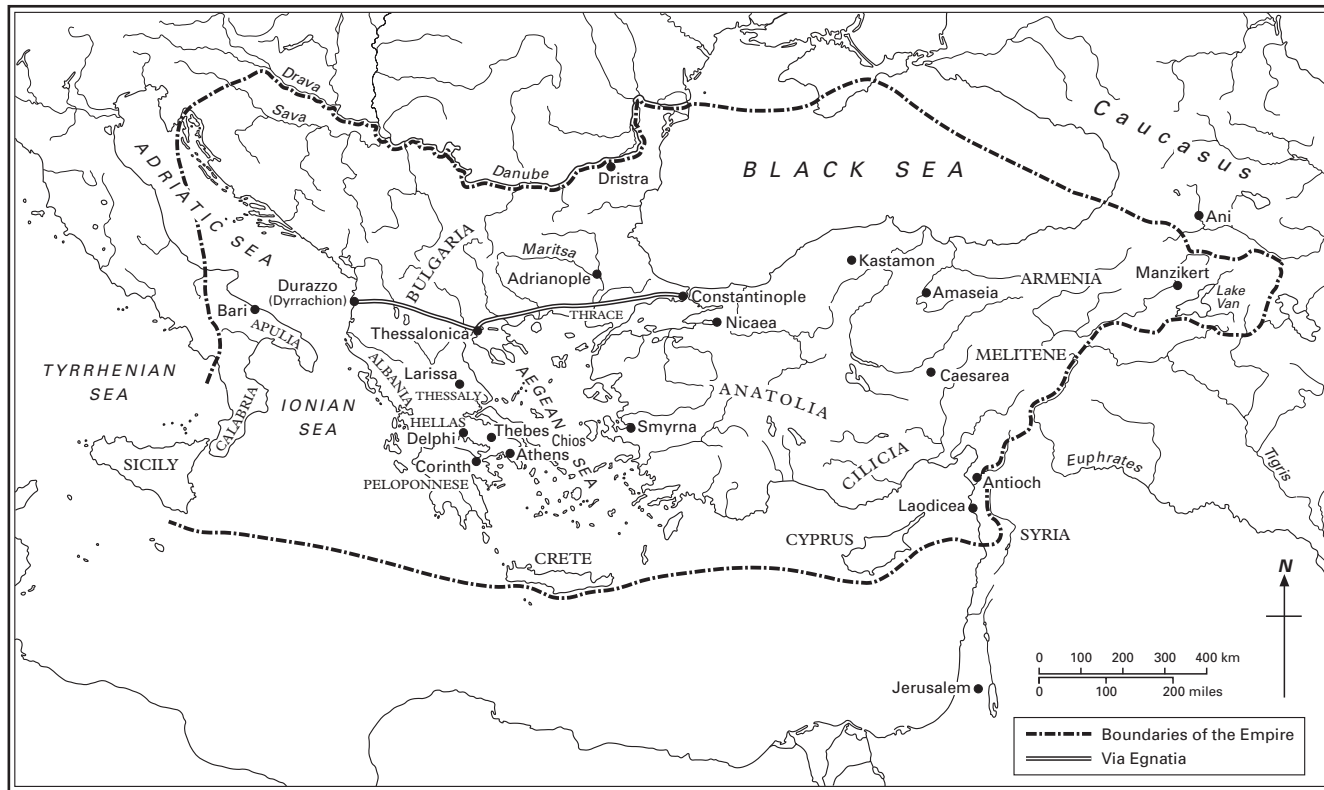 Drava
Sava
ADRIATIC SEA
Danube
Dristra
BLACK SEA
Caucasus
Ani
BULGARIA
Maritsa
Adrianople
Kastamon
Amaseia
ARMENIA
Manzikert
Lake
Van
Durazzo
(Dyrrachion)
Bari
APULIA
Constantinople
THRACE
Nicaea
Thessalonica
MELITENE
Caesarea
TYRRHENIAN
SEA
IONIAN
SEA
CALABRIA
ALBANIA
Larissa
THESSALY
AEGEAN SEA
ANATOLIA
HELLAS
Delphi
Thebes
Chios
Smyrna
Athens
Corinth
PELOPONNESE
SICILY
CILICIA
Euphrates
Tigris
Antioch
Laodicea
CYPRUS
SYRIA
CRETE
N
0 100 200 300 400 km
0 100 200 miles
Jerusalem
Boundaries of the Empire
Via Egnatia